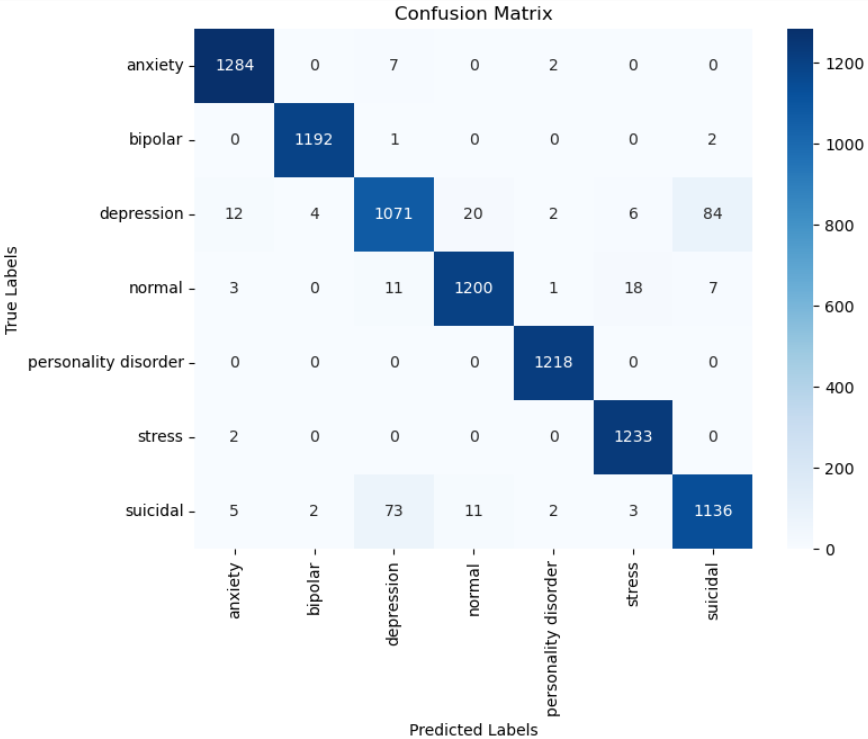 Confusion Matrix
anxiety 1284 0 7 0 2 0 0
bipolar 0 1192 1 0 0 0 2
depression 12 4 1071 20 2 6 84
normal 3 0 11 1200 1 18 7
personality disorder 0 0 0 0 1218 0 0
stress 2 0 0 0 0 1233 0
suicidal 5 2 73 11 2 3 1136
True Labels
anxiety
bipolar
depression
normal
personality disorder
stress
suicidal
Predicted Labels
1200
1000
800
600
400
200
0